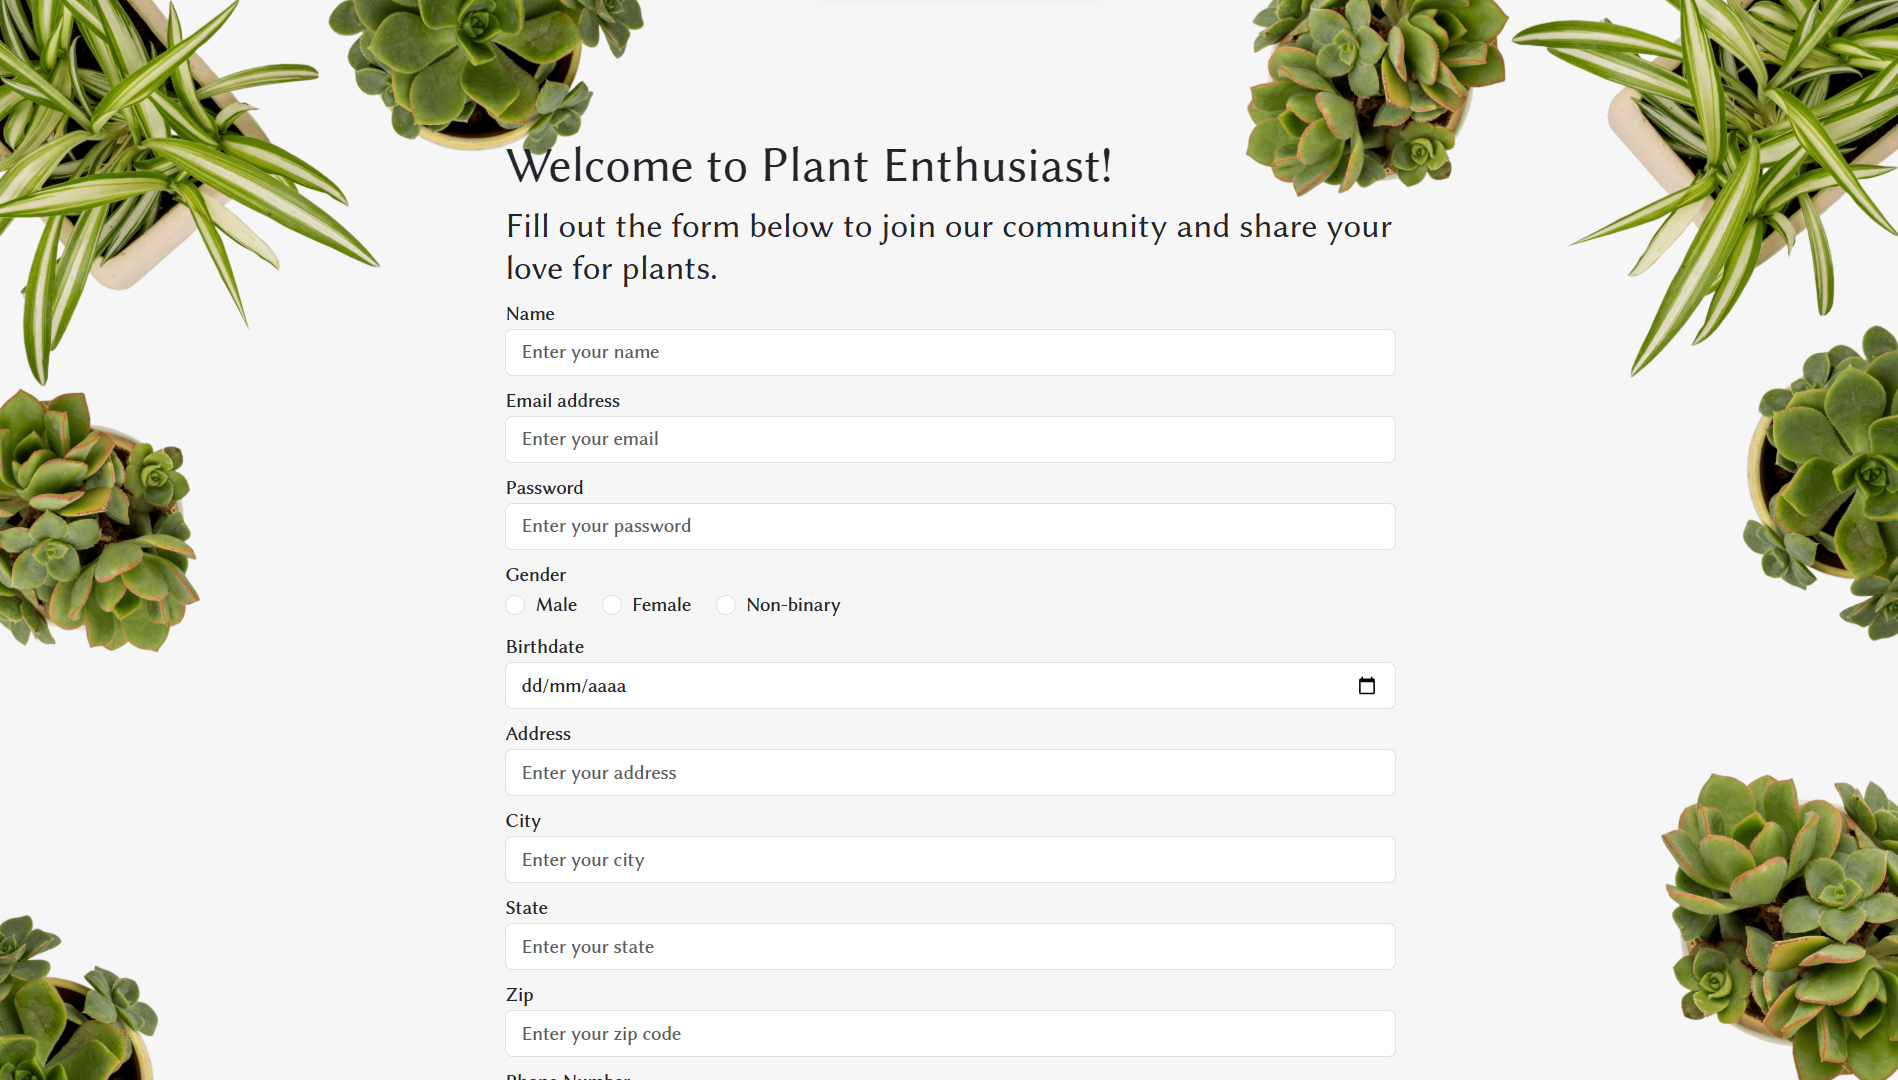 Welcome to Plant Enthusiast!
Fill out the form below to join our community and share your
love for plants.
Name
Enter your name
Email address
Enter your email
Password
Enter your password
Gender
Male Female Non-binary
Birthdate
dd/mm/aaaa
Address
Enter your address
City
Enter your city
State
Enter your state
Zip
Enter your zip code
Phone Number